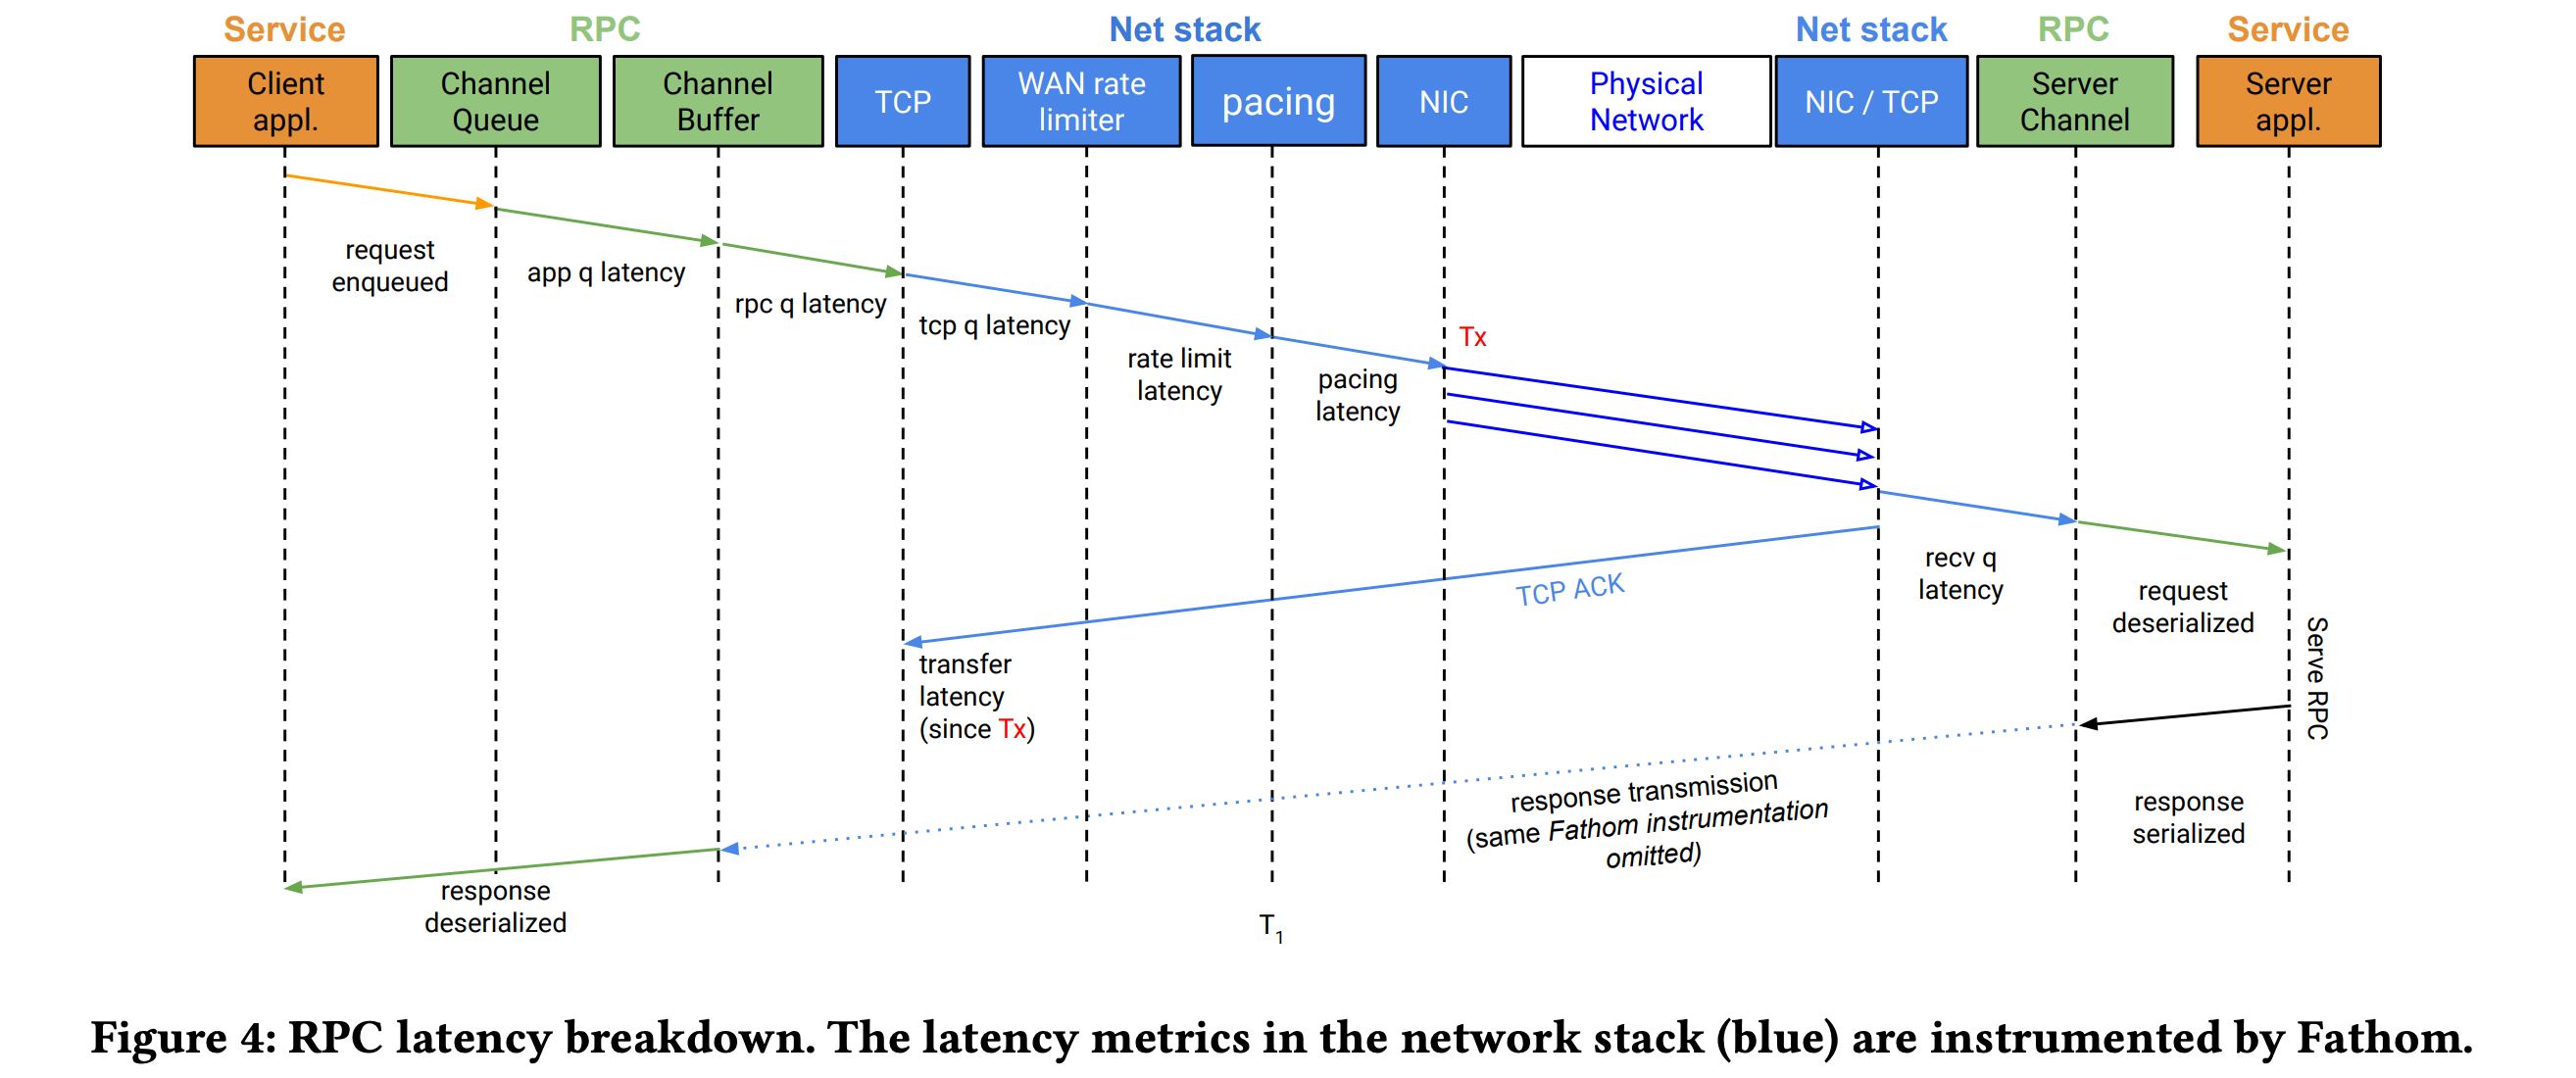 Service
RPC
Net stack
Net stack
RPC
Service
Client
appl.
Channel
Queue
Channel
Buffer
TCP
WAN rate
limiter
pacing
NIC
Physical
Network
NIC / TCP
Server
Channel
Server
appl.
request
enqueued
app q latency
rpc q latency
tcp q latency
rate limit
latency
pacing
latency
Tx
TCP ACK
transfer
latency
(since Tx)
recv q
latency
request
deserialized
Serve RPC
response transmission
(same Fathom instrumentation
omitted)
response
serialized
response
deserialized
T1
Figure 4: RPC latency breakdown. The latency metrics in the network stack (blue) are instrumented by Fathom.